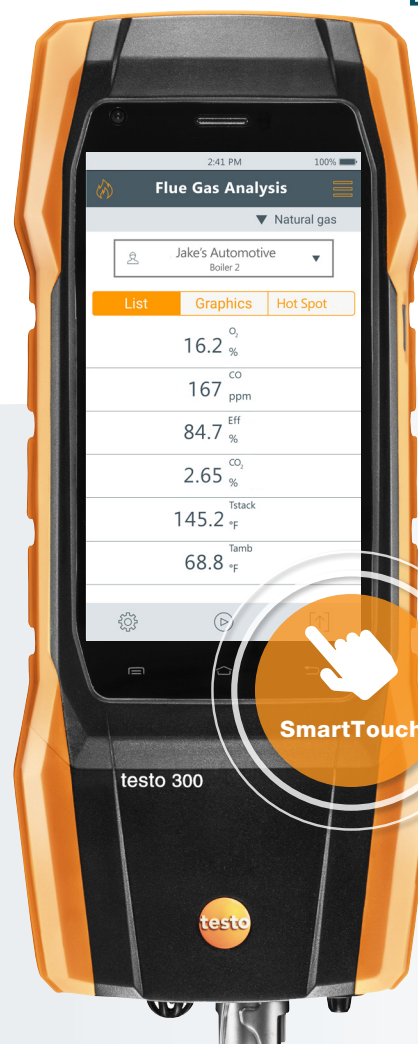 2:41 PM 100%
Flue Gas Analysis
▼ Natural gas
Jake's Automotive ▼
Boiler 2
List Graphics Hot Spot
16.2 O₂ %
167 CO ppm
84.7 Eff %
2.65 CO₂ %
145.2 Tstack °F
68.8 Tamb °F
SmartTouch
testo 300
testo